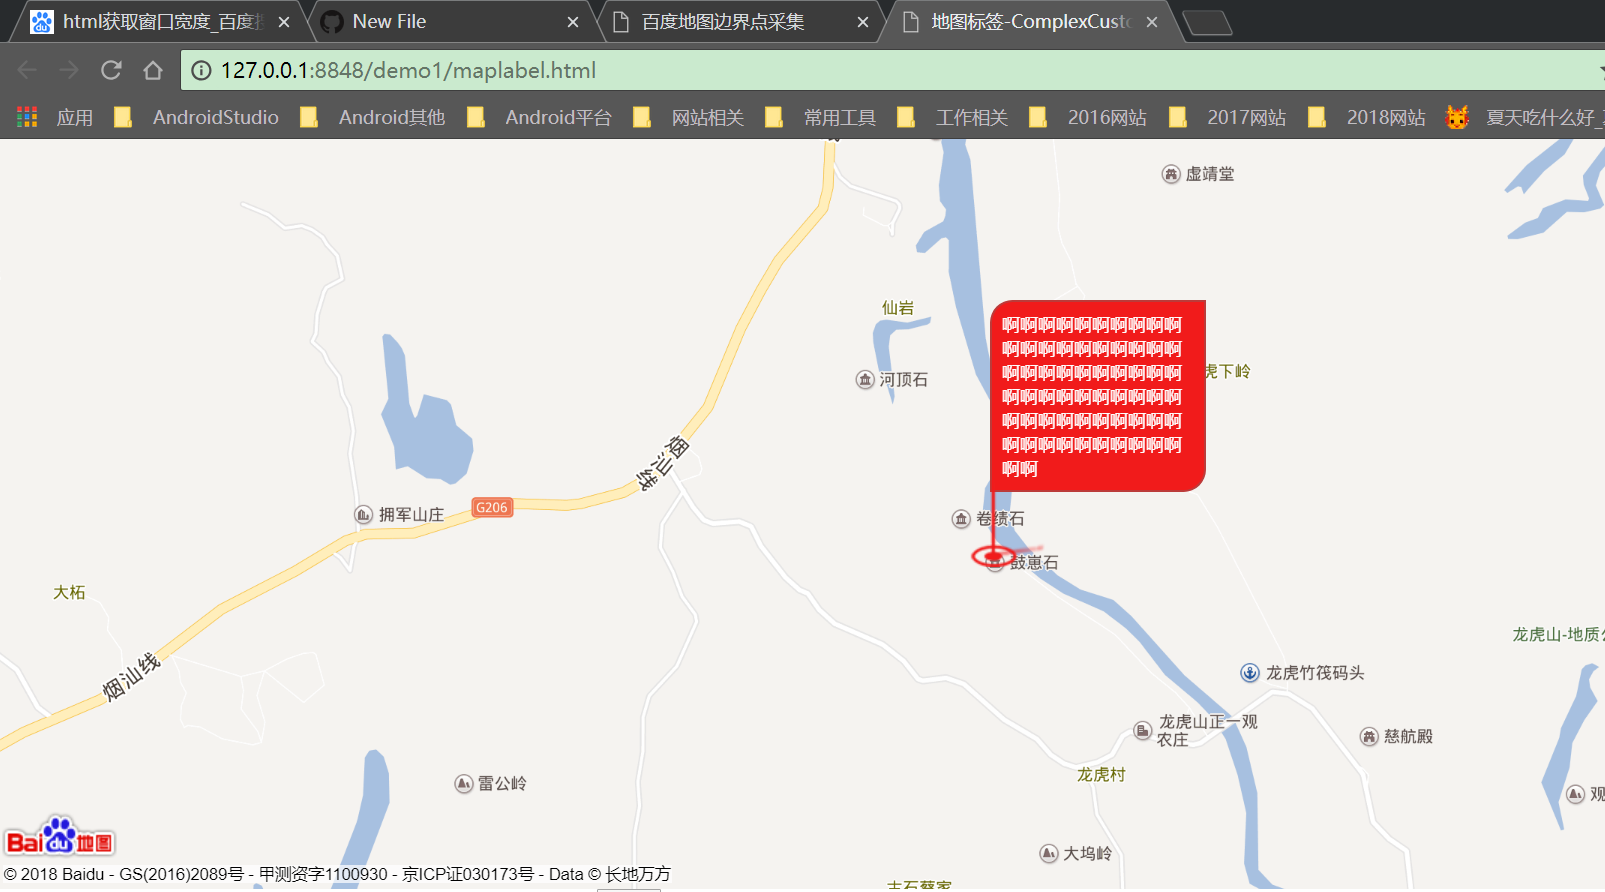 html获取窗口宽度_百度搜
New File
百度地图边界点采集
地图标签-ComplexCusto
127.0.0.1:8848/demo1/maplabel.html
应用
AndroidStudio
Android其他
Android平台
网站相关
常用工具
工作相关
2016网站
2017网站
2018网站
夏天吃什么好_
虚靖堂
仙岩
河顶石
啊啊啊啊啊啊啊啊啊啊
啊啊啊啊啊啊啊啊啊啊
啊啊啊啊啊啊啊啊啊啊
啊啊啊啊啊啊啊啊啊啊
啊啊啊啊啊啊啊啊啊啊
啊啊啊啊啊啊啊啊啊啊
啊啊
虎下岭
烟汕线
G206
拥军山庄
卷绩石
鼓崽石
大柘
烟汕线
龙虎山-地质公
龙虎竹筏码头
龙虎山正一观
农庄
慈航殿
龙虎村
雷公岭
观
大坞岭
Baidu地图
© 2018 Baidu - GS(2016)2089号 - 甲测资字1100930 - 京ICP证030173号 - Data © 长地万方